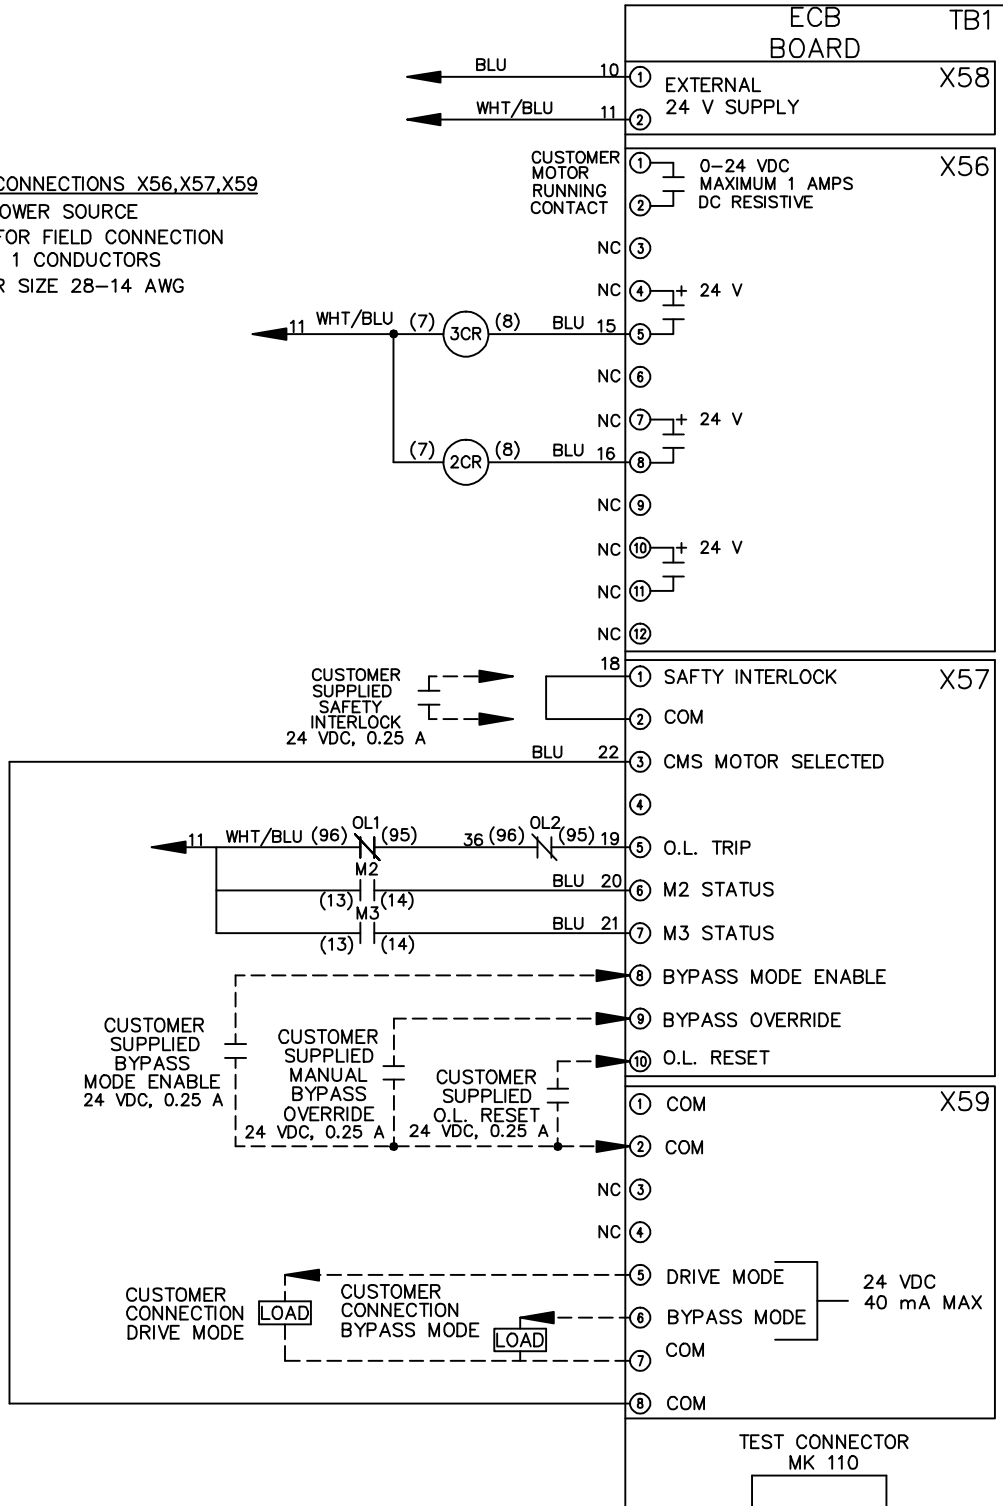 ECB
BOARD
TB1
BLU 10 1 EXTERNAL
24 V SUPPLY
X58
WHT/BLU 11 2
CONNECTIONS X56,X57,X59
OWER SOURCE
FOR FIELD CONNECTION
1 CONDUCTORS
R SIZE 28-14 AWG
CUSTOMER
MOTOR
RUNNING
CONTACT
1
2
0-24 VDC
MAXIMUM 1 AMPS
DC RESISTIVE
X56
NC 3
NC 4 + 24 V
11 WHT/BLU (7) 3CR (8) BLU 15 5
NC 6
NC 7 + 24 V
(7) 2CR (8) BLU 16 8
NC 9
NC 10 + 24 V
NC 11
NC 12
CUSTOMER
SUPPLIED
SAFETY
INTERLOCK
24 VDC, 0.25 A
18 1 SAFTY INTERLOCK
X57
2 COM
BLU 22 3 CMS MOTOR SELECTED
4
11 WHT/BLU (96) OL1 (95) 36 (96) OL2 (95) 19 5 O.L. TRIP
M2
(13) (14) BLU 20 6 M2 STATUS
M3
(13) (14) BLU 21 7 M3 STATUS
8 BYPASS MODE ENABLE
9 BYPASS OVERRIDE
10 O.L. RESET
CUSTOMER
SUPPLIED
BYPASS
MODE ENABLE
24 VDC, 0.25 A
CUSTOMER
SUPPLIED
MANUAL
BYPASS
OVERRIDE
24 VDC, 0.25 A
CUSTOMER
SUPPLIED
O.L. RESET
24 VDC, 0.25 A
1 COM
X59
2 COM
NC 3
NC 4
5 DRIVE MODE
6 BYPASS MODE
24 VDC
40 mA MAX
CUSTOMER
CONNECTION
DRIVE MODE
LOAD
CUSTOMER
CONNECTION
BYPASS MODE
LOAD
7 COM
8 COM
TEST CONNECTOR
MK 110